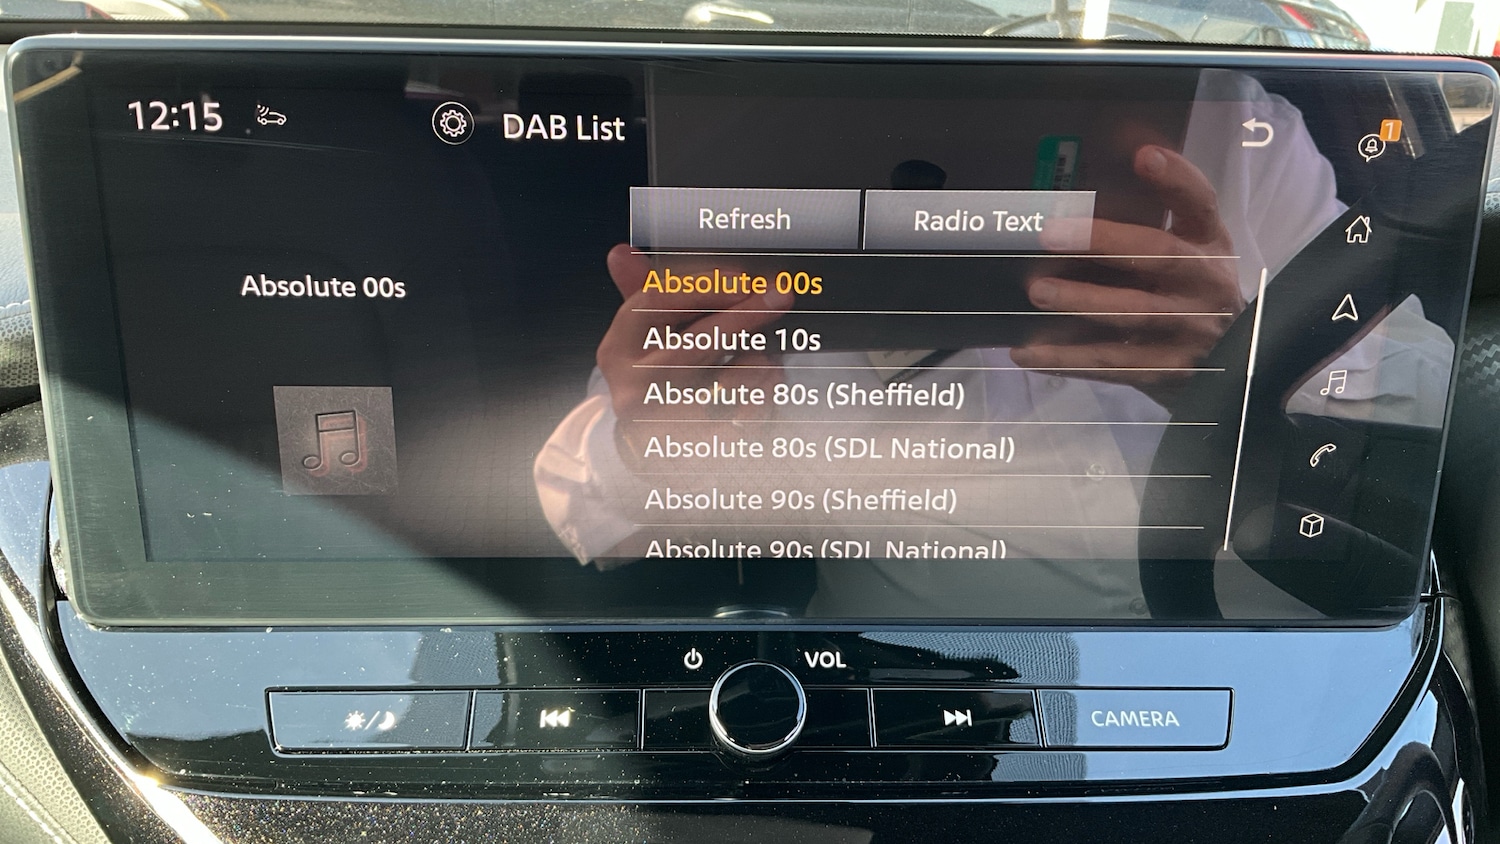 12:15
DAB List
1
Refresh
Radio Text
Absolute 00s
Absolute 00s
Absolute 10s
Absolute 80s (Sheffield)
Absolute 80s (SDL National)
Absolute 90s (Sheffield)
Absolute 90s (SDL National)
VOL
CAMERA